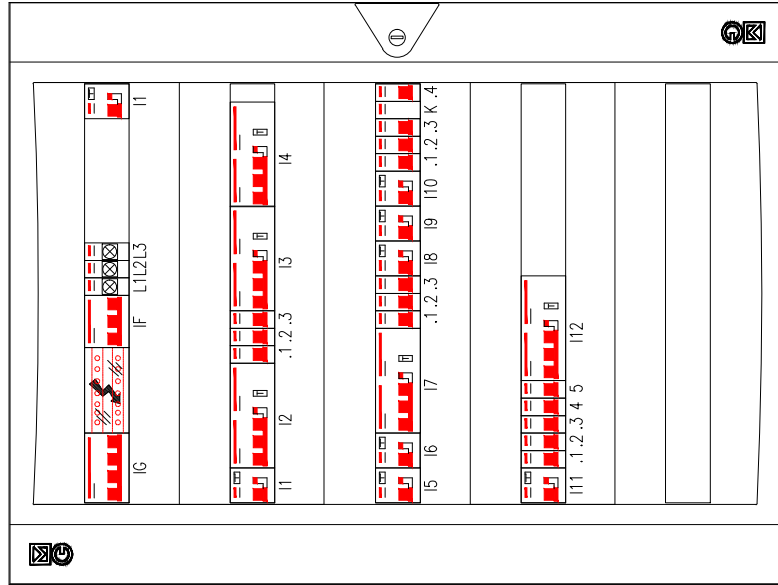 IG IF L1L2L3 I1
I1 I2 .1 .2 .3 I3 I4
I5 I6 I7 .1 .2 .3 I8 I9 I10 .1 .2 .3 K .4
I11 .1 .2 .3 4 5 I12